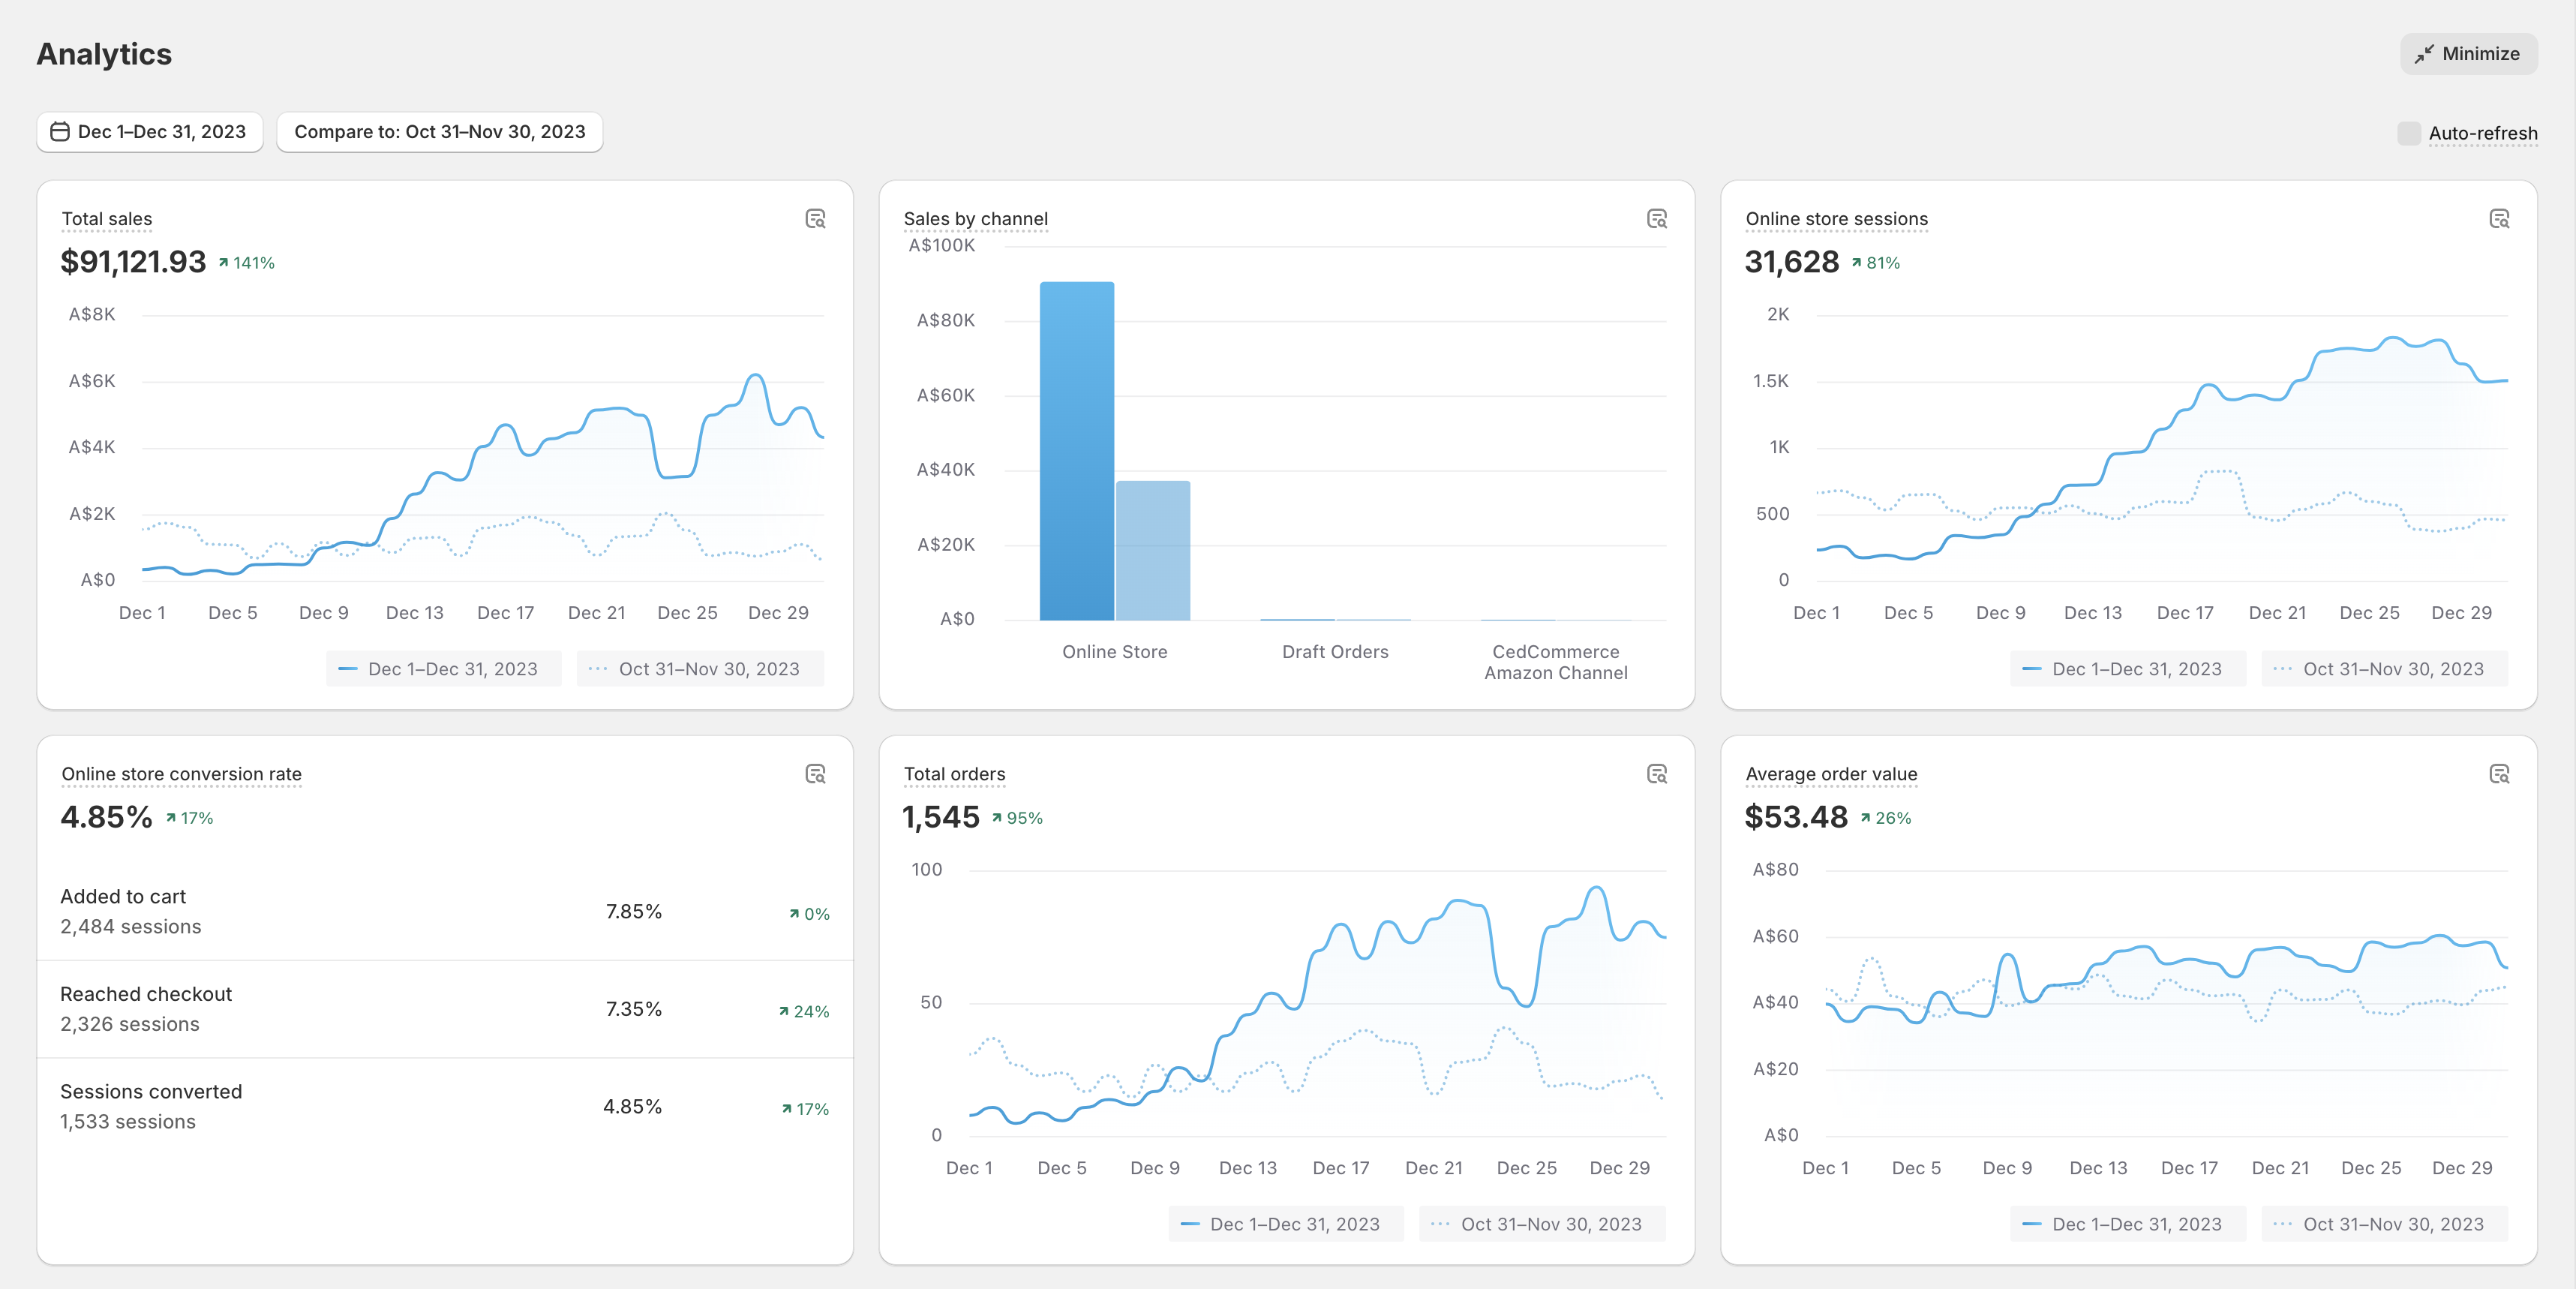 Analytics
Minimize
Dec 1–Dec 31, 2023
Compare to: Oct 31–Nov 30, 2023
Auto-refresh
Total sales
$91,121.93 141%
A$8K
A$6K
A$4K
A$2K
A$0
Dec 1 Dec 5 Dec 9 Dec 13 Dec 17 Dec 21 Dec 25 Dec 29
Dec 1–Dec 31, 2023 Oct 31–Nov 30, 2023
Sales by channel
A$100K
A$80K
A$60K
A$40K
A$20K
A$0
Online Store Draft Orders CedCommerce
Amazon Channel
Online store sessions
31,628 81%
2K
1.5K
1K
500
0
Dec 1 Dec 5 Dec 9 Dec 13 Dec 17 Dec 21 Dec 25 Dec 29
Dec 1–Dec 31, 2023 Oct 31–Nov 30, 2023
Online store conversion rate
4.85% 17%
Added to cart
2,484 sessions
7.85% 0%
Reached checkout
2,326 sessions
7.35% 24%
Sessions converted
1,533 sessions
4.85% 17%
Total orders
1,545 95%
100
50
0
Dec 1 Dec 5 Dec 9 Dec 13 Dec 17 Dec 21 Dec 25 Dec 29
Dec 1–Dec 31, 2023 Oct 31–Nov 30, 2023
Average order value
$53.48 26%
A$80
A$60
A$40
A$20
A$0
Dec 1 Dec 5 Dec 9 Dec 13 Dec 17 Dec 21 Dec 25 Dec 29
Dec 1–Dec 31, 2023 Oct 31–Nov 30, 2023